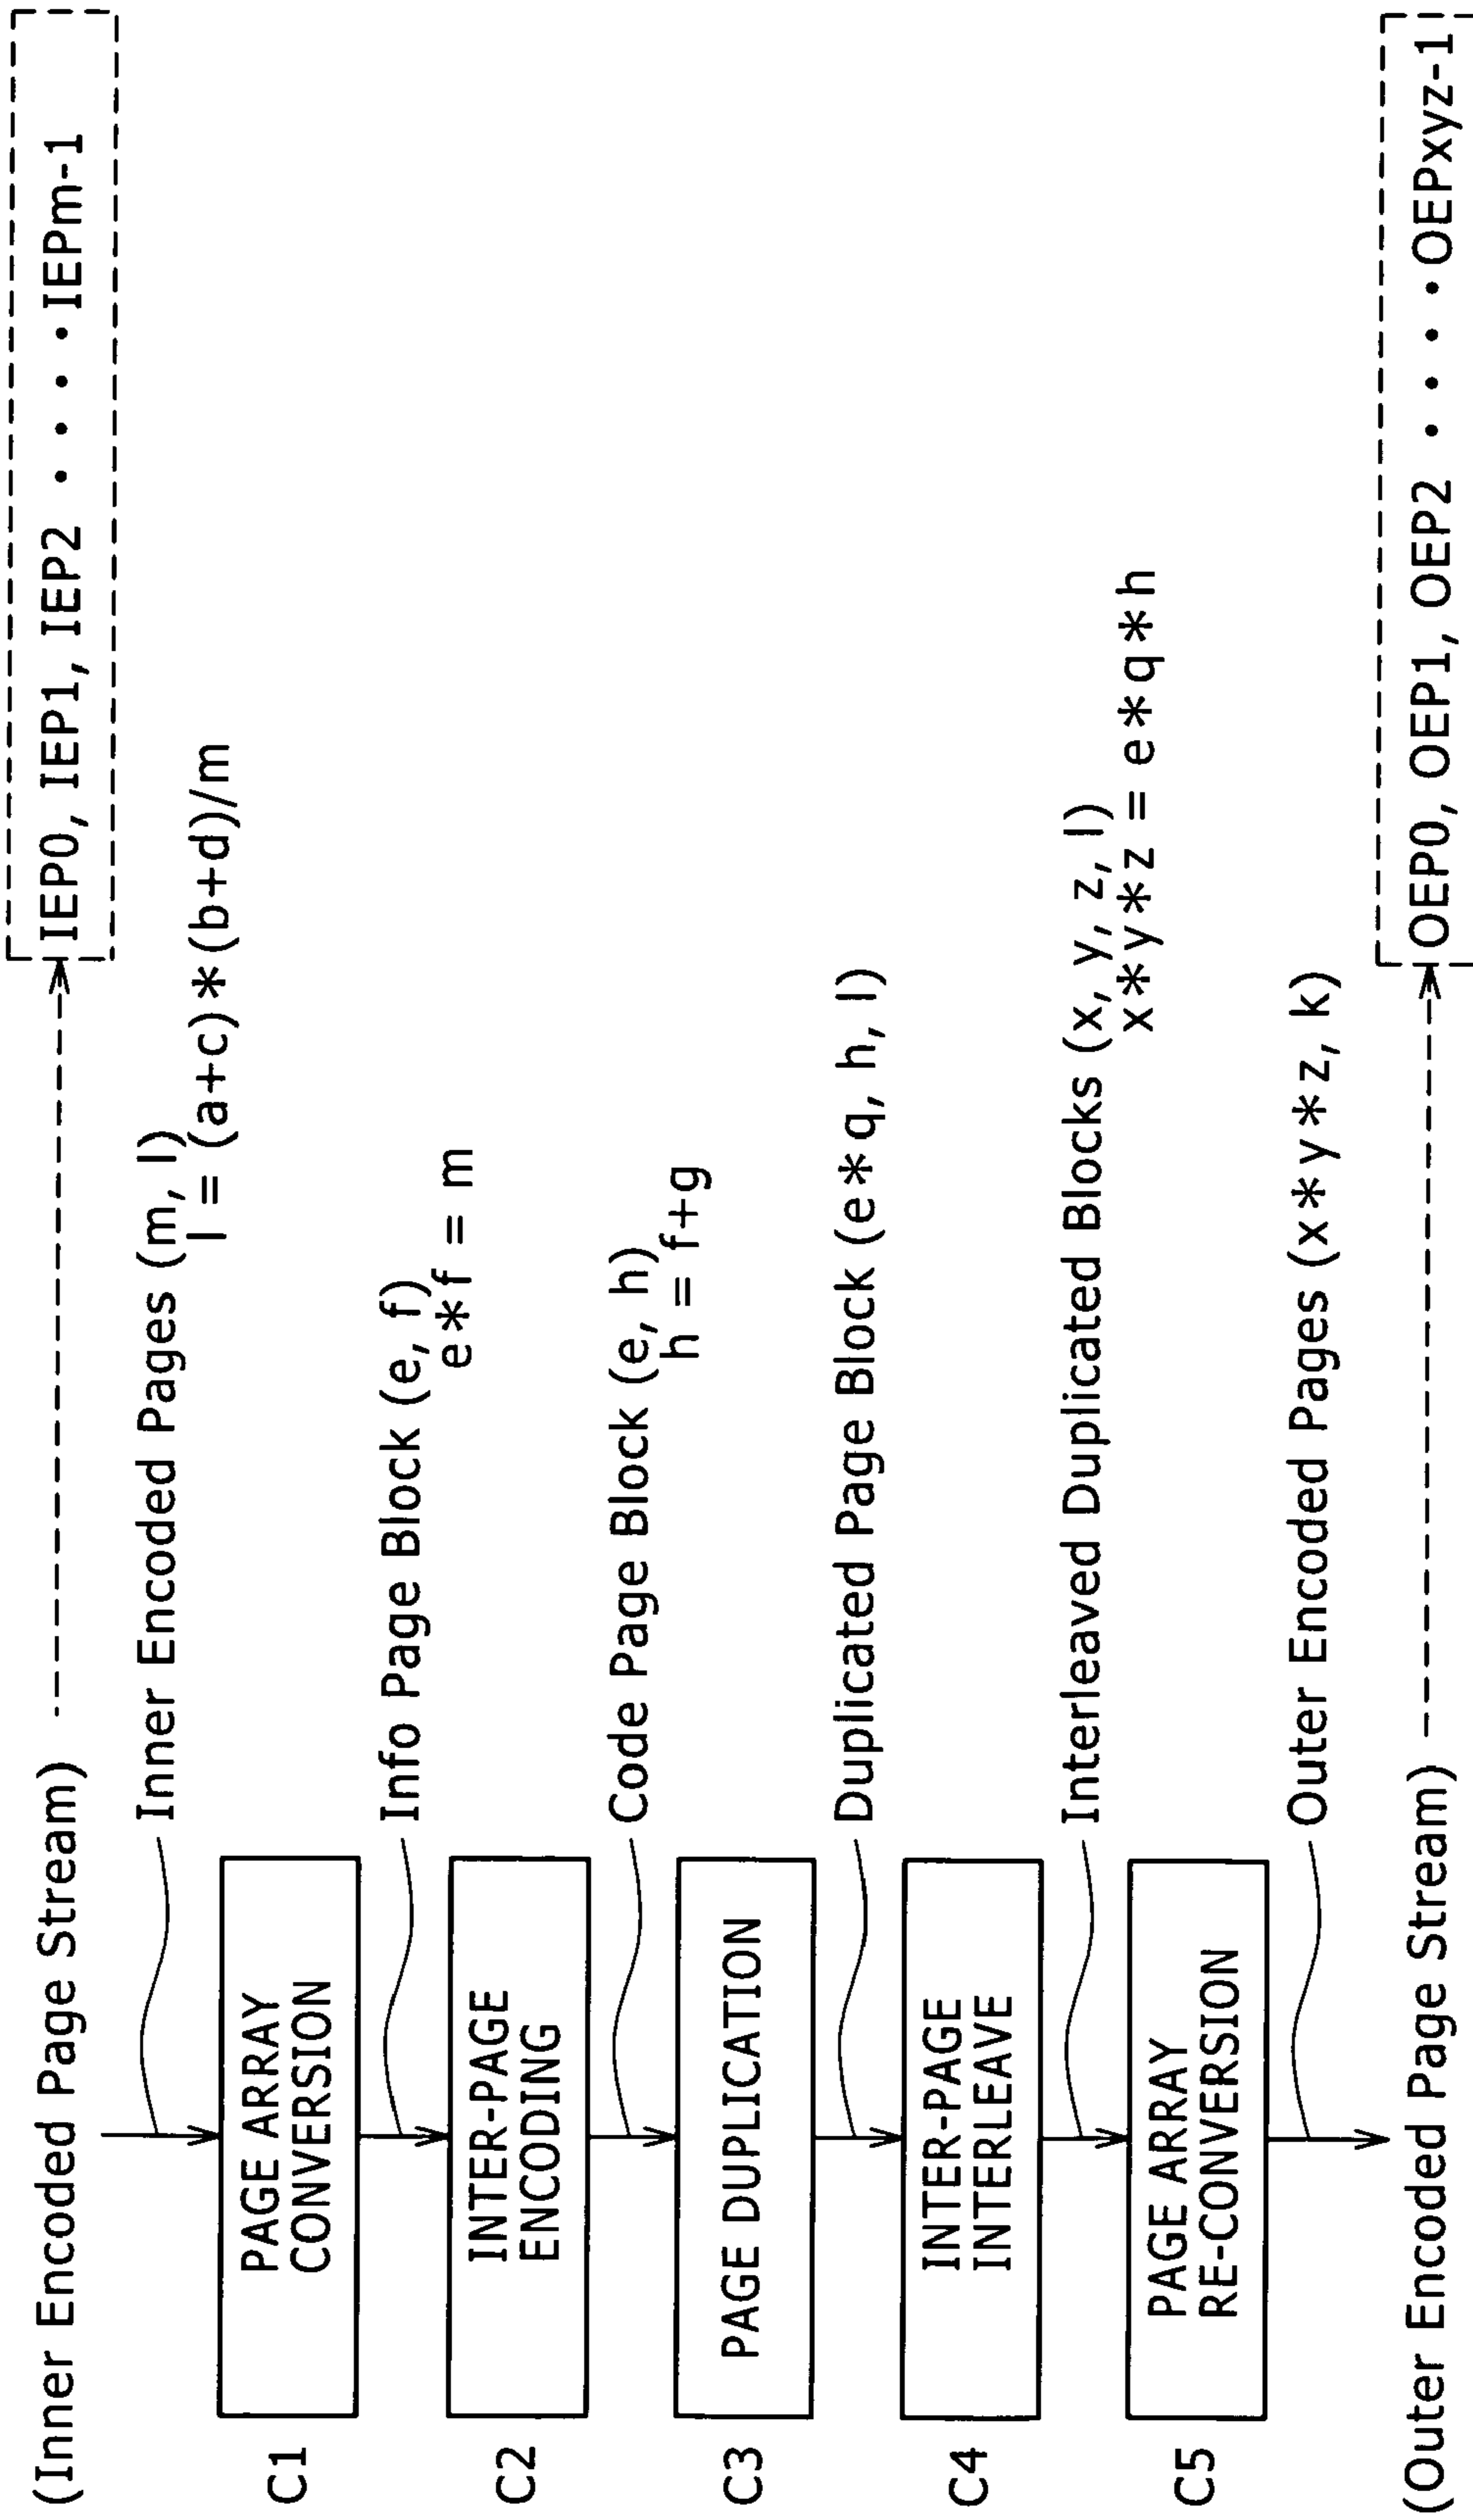 (Inner Encoded Page Stream)
IEP0, IEP1, IEP2 • • • • IEPm-1
Inner Encoded Pages (m, l)
l = (a+c)*(b+d)/m
C1
PAGE ARRAY
CONVERSION
Info Page Block (e, f)
e*f = m
C2
INTER-PAGE
ENCODING
Code Page Block (e, h)
h = f+g
C3
PAGE DUPLICATION
Duplicated Page Block (e*q, h, l)
C4
INTER-PAGE
INTERLEAVE
Interleaved Duplicated Blocks (x, y, z, l)
x*y*z = e*q*h
C5
PAGE ARRAY
RE-CONVERSION
Outer Encoded Pages (x*y*z, k)
(Outer Encoded Page Stream)
OEP0, OEP1, OEP2 • • • • OEPxyz-1